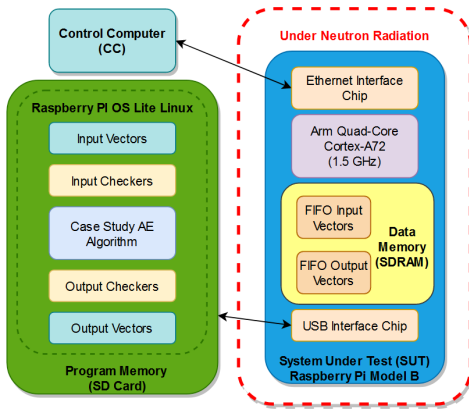 Control Computer
(CC)
Raspberry PI OS Lite Linux
Input Vectors
Input Checkers
Case Study AE
Algorithm
Output Checkers
Output Vectors
Program Memory
(SD Card)
Under Neutron Radiation
Ethernet Interface
Chip
Arm Quad-Core
Cortex-A72
(1.5 GHz)
FIFO Input
Vectors
FIFO Output
Vectors
Data
Memory
(SDRAM)
USB Interface Chip
System Under Test (SUT)
Raspberry Pi Model B